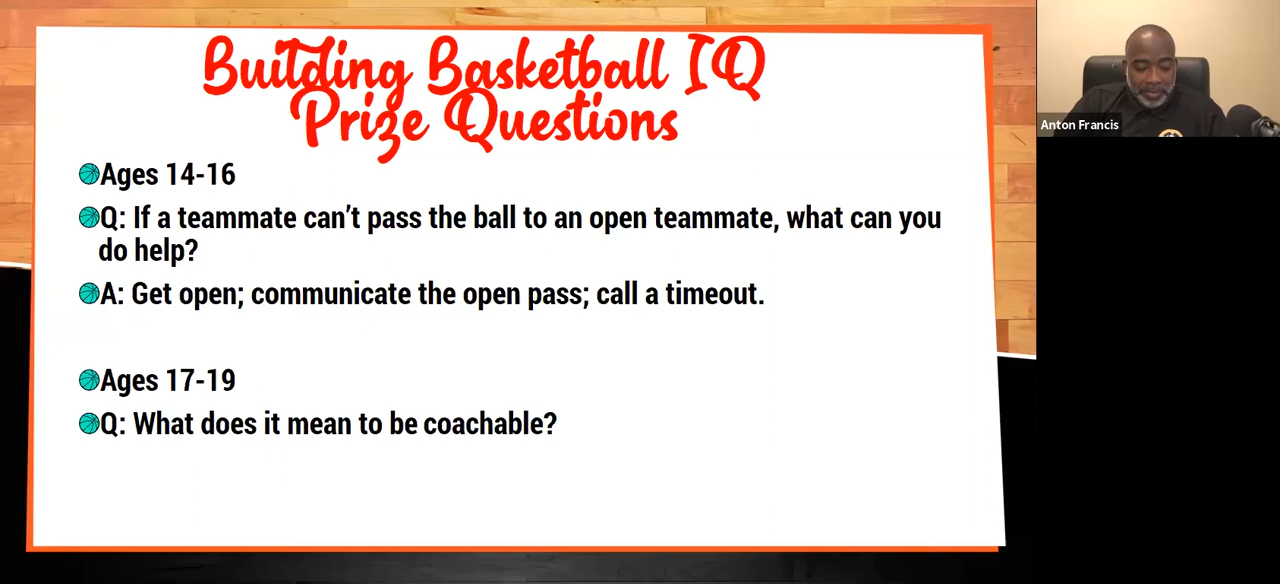 Building Basketball IQ
Prize Questions
Ages 14-16
Q: If a teammate can’t pass the ball to an open teammate, what can you
do help?
A: Get open; communicate the open pass; call a timeout.
Ages 17-19
Q: What does it mean to be coachable?
Anton Francis